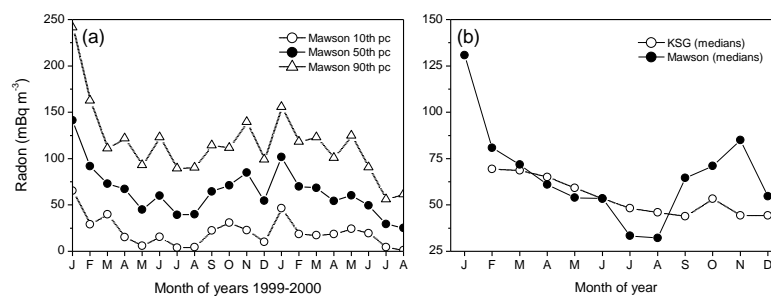 (a)
Mawson 10th pc
Mawson 50th pc
Mawson 90th pc
Radon (mBq m-3)
250
200
150
100
50
0
J F M A M J J A S O N D J F M A M J J A
Month of years 1999-2000
(b)
KSG (medians)
Mawson (medians)
150
125
100
75
50
25
J F M A M J J A S O N D
Month of year